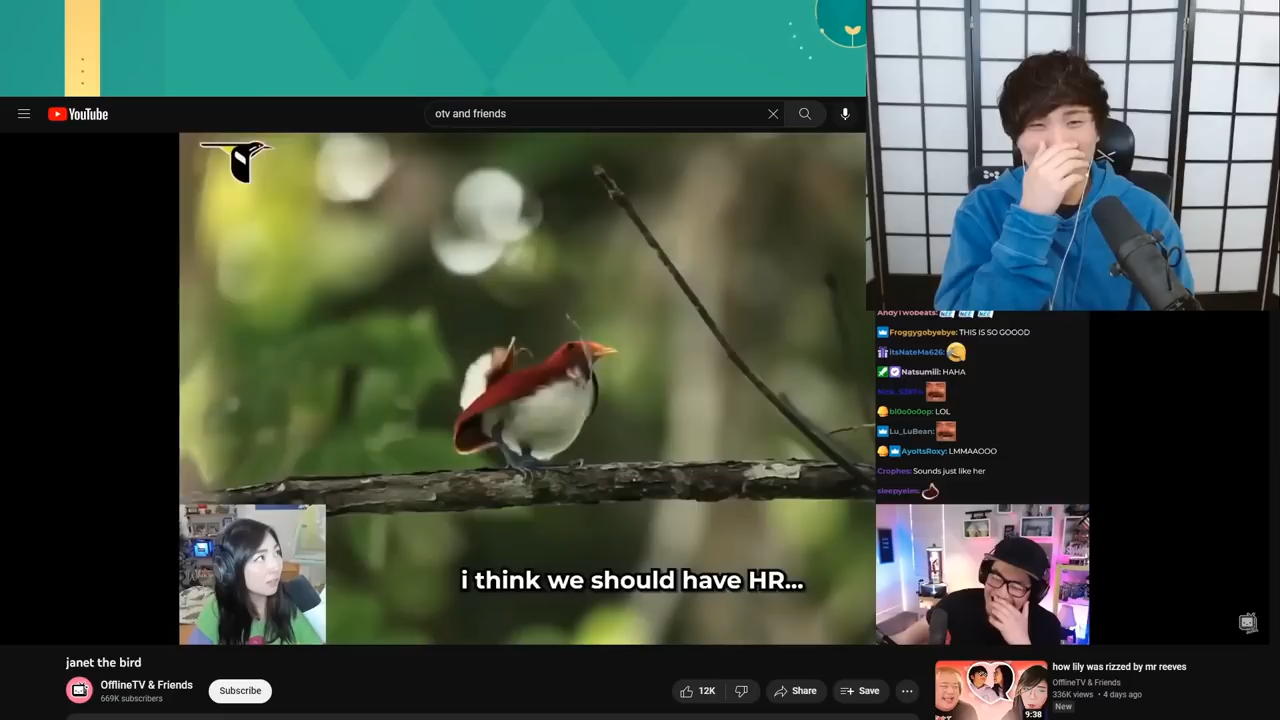 YouTube
otv and friends
AndyTwobeats:
Froggygobyebye: THIS IS SO GOOOD
itsNateMa626:
Natsumiii: HAHA
bl0o0o0op: LOL
Lu_LuBean:
AyoItsRoxy: LMMAAOOO
Crophes: Sounds just like her
sleepyelm:
i think we should have HR...
janet the bird
OfflineTV & Friends
669K subscribers
Subscribe
12K
Share
Save
how lily was rizzed by mr reeves
OfflineTV & Friends
336K views • 4 days ago
New
9:38